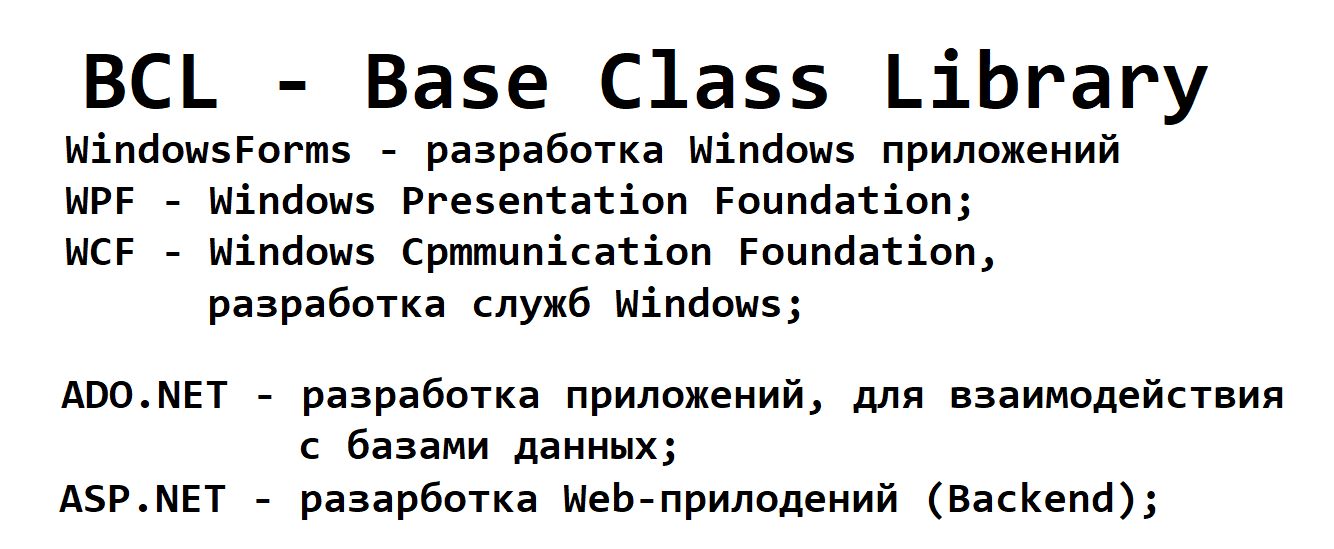 BCL - Base Class Library
WindowsForms - разработка Windows приложений
WPF - Windows Presentation Foundation;
WCF - Windows Cpmmunication Foundation,
разработка служб Windows;
ADO.NET - разработка приложений, для взаимодействия
с базами данных;
ASP.NET - разарботка Web-прилодений (Backend);